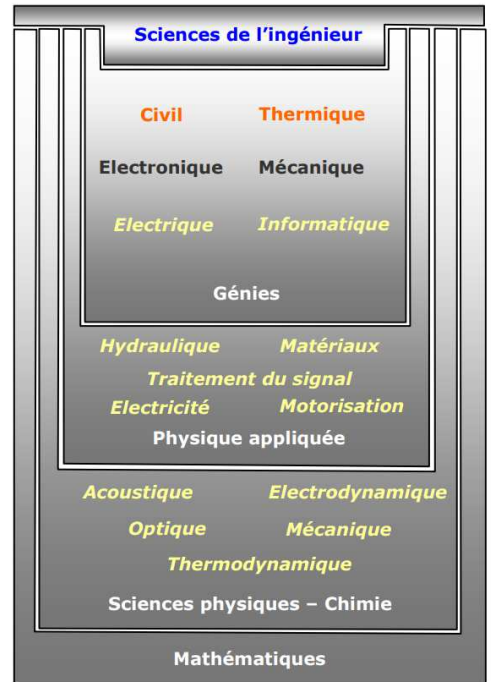 Sciences de l’ingénieur
Civil Thermique
Electronique Mécanique
Electrique Informatique
Génies
Hydraulique Matériaux
Traitement du signal
Electricité Motorisation
Physique appliquée
Acoustique Electrodynamique
Optique Mécanique
Thermodynamique
Sciences physiques – Chimie
Mathématiques